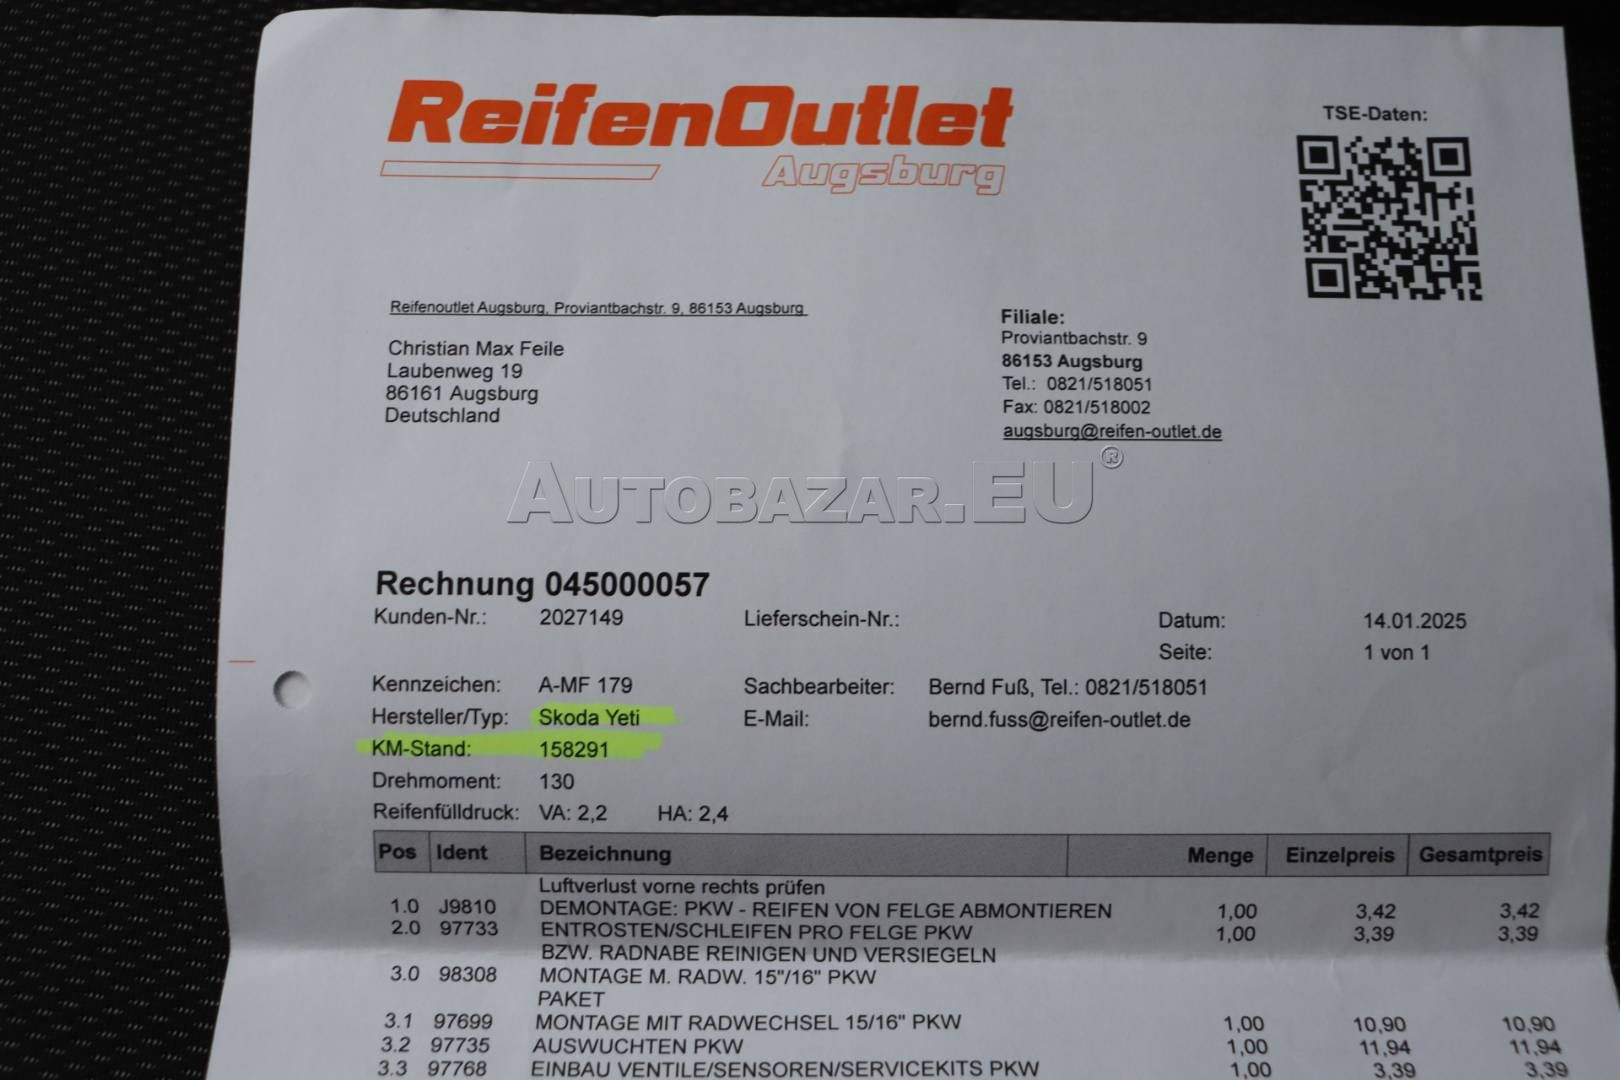 ReifenOutlet
Augsburg
TSE-Daten:
Reifenoutlet Augsburg, Proviantbachstr. 9, 86153 Augsburg
Christian Max Feile
Laubenweg 19
86161 Augsburg
Deutschland
Filiale:
Proviantbachstr. 9
86153 Augsburg
Tel.: 0821/518051
Fax: 0821/518002
augsburg@reifen-outlet.de
AUTOBAZAR.EU®
Rechnung 045000057
Kunden-Nr.: 2027149 Lieferschein-Nr.: Datum: 14.01.2025
Seite: 1 von 1
Kennzeichen: A-MF 179 Sachbearbeiter: Bernd Fuß, Tel.: 0821/518051
Hersteller/Typ: Skoda Yeti E-Mail: bernd.fuss@reifen-outlet.de
KM-Stand: 158291
Drehmoment: 130
Reifenfülldruck: VA: 2,2 HA: 2,4
Pos Ident Bezeichnung Menge Einzelpreis Gesamtpreis
Luftverlust vorne rechts prüfen
1.0 J9810 DEMONTAGE: PKW - REIFEN VON FELGE ABMONTIEREN 1,00 3,42 3,42
2.0 97733 ENTROSTEN/SCHLEIFEN PRO FELGE PKW 1,00 3,39 3,39
BZW. RADNABE REINIGEN UND VERSIEGELN
3.0 98308 MONTAGE M. RADW. 15"/16" PKW
PAKET
3.1 97699 MONTAGE MIT RADWECHSEL 15/16" PKW 1,00 10,90 10,90
3.2 97735 AUSWUCHTEN PKW 1,00 11,94 11,94
3.3 97768 EINBAU VENTILE/SENSOREN/SERVICEKITS PKW 1,00 3,39 3,39